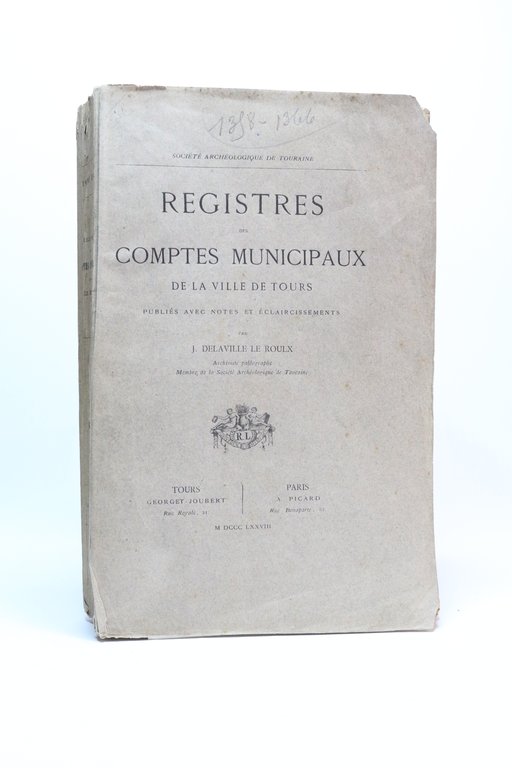 1358-1366
SOCIÉTÉ ARCHÉOLOGIQUE DE TOURAINE
REGISTRES
DES
COMPTES MUNICIPAUX
DE LA VILLE DE TOURS
PUBLIÉS AVEC NOTES ET ÉCLAIRCISSEMENTS
PAR
J. DELAVILLE LE ROULX
Archiviste paléographe
Membre de la Société Archéologique de Touraine
R L
TOURS
GEORGET-JOUBERT
Rue Royale,
PARIS
A PICARD
Rue Bonaparte,
M DCCC LXXVIII